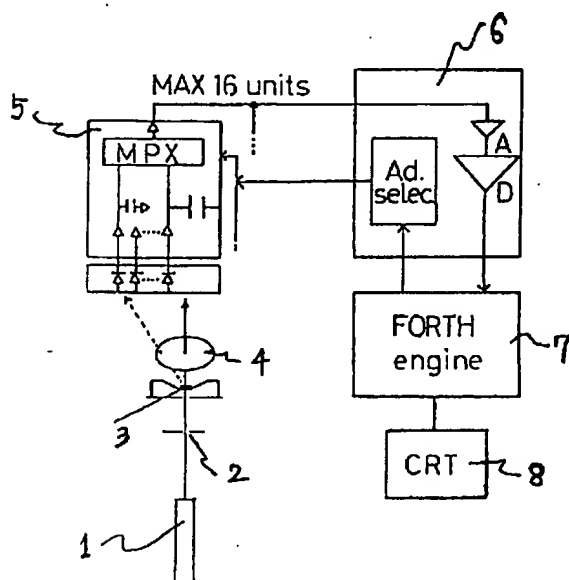 6
MAX 16 units
5
MPX
A
D
Ad.
selec.
FORTH
engine
7
4
3
2
CRT
8
1